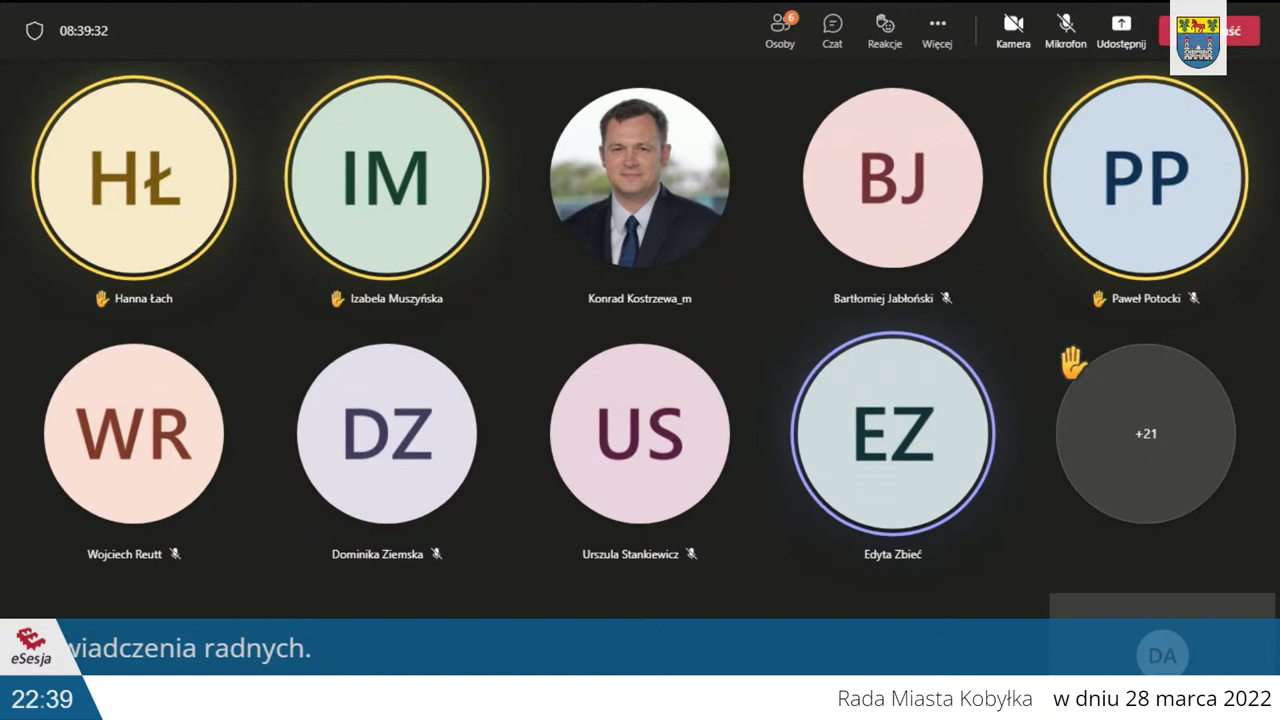 08:39:32
6
Osoby
Czat
Reakcje
Więcej
Kamera
Mikrofon
Udostępnij
HŁ
IM
BJ
PP
Hanna Łach
Izabela Muszyńska
Konrad Kostrzewa_m
Bartłomiej Jabłoński
Paweł Potocki
WR
DZ
US
EZ
+21
Wojciech Reutt
Dominika Ziemska
Urszula Stankiewicz
Edyta Zbieć
wiadczenia radnych.
DA
eSesja
22:39
Rada Miasta Kobyłka w dniu 28 marca 2022